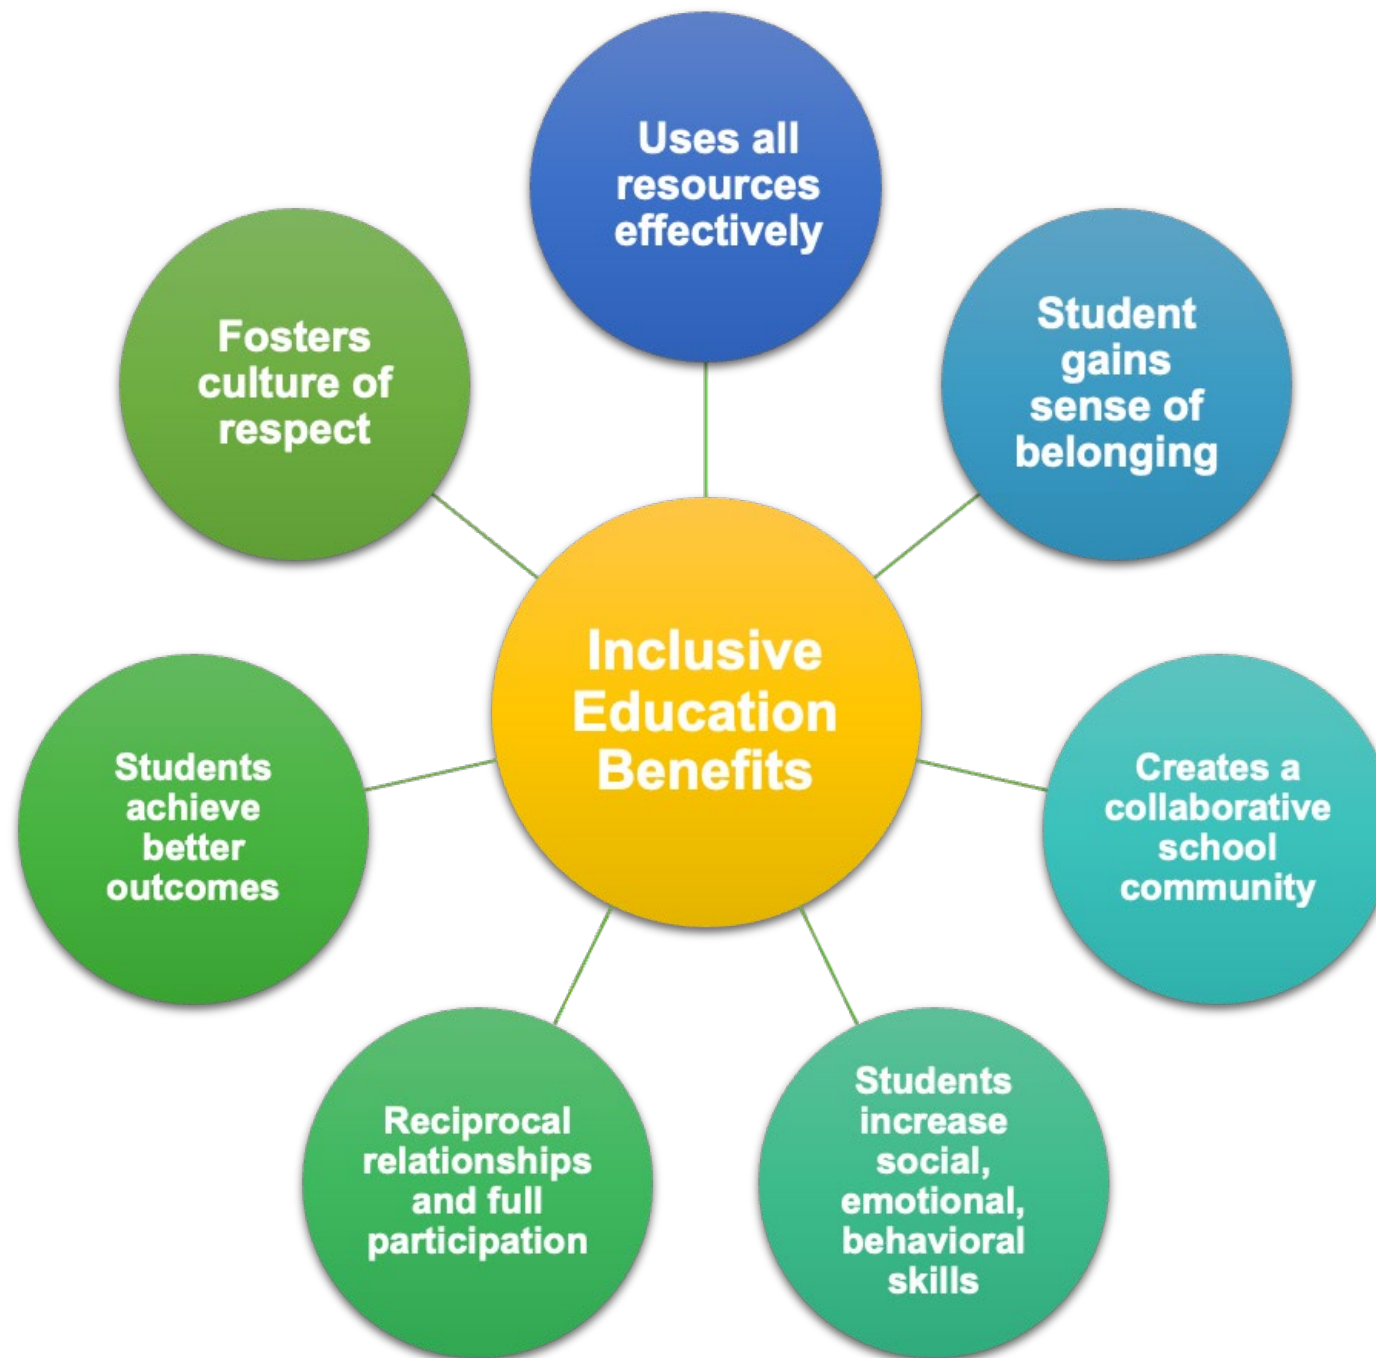 Uses all
resources
effectively
Student
gains
sense of
belonging
Creates a
collaborative
school
community
Students
increase
social,
emotional,
behavioral
skills
Reciprocal
relationships
and full
participation
Students
achieve
better
outcomes
Fosters
culture of
respect
Inclusive
Education
Benefits